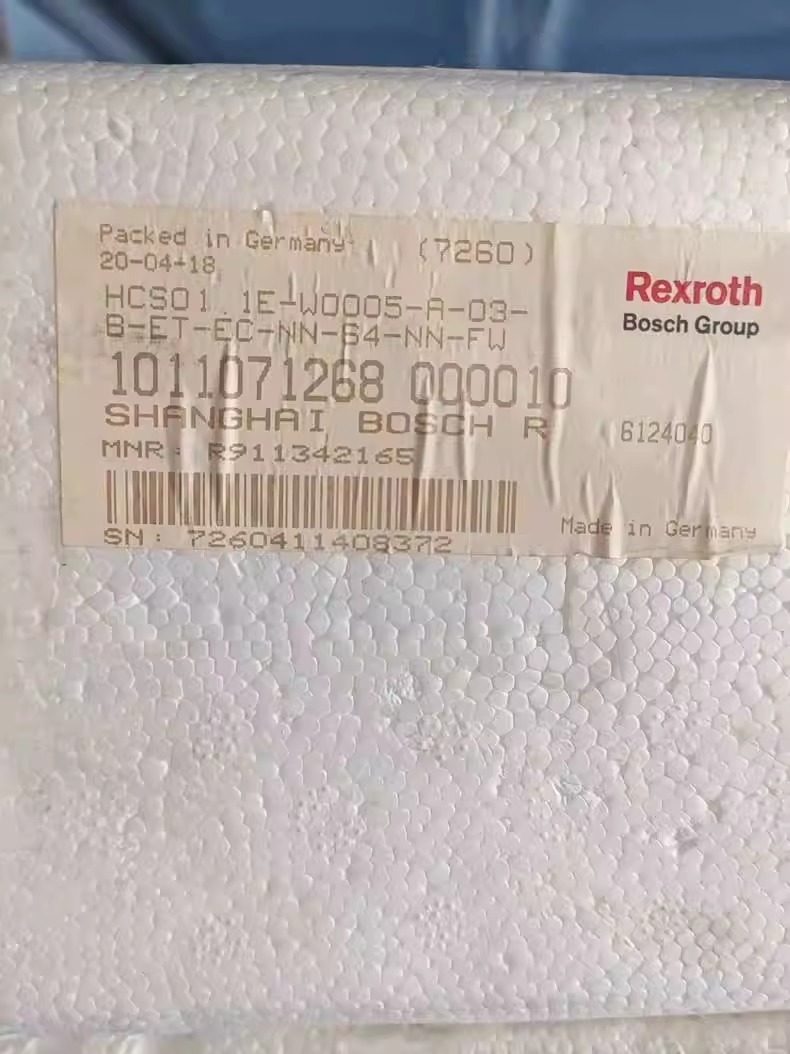 Packed in Germany (7260)
20-04-18
HCS01.1E-W0005-A-03-
B-ET-EC-NN-S4-NN-FW
1011071268 000010
SHANGHAI BOSCH R
6124040
MNR: R911342165
SN: 7260411408372
Made in Germany
Rexroth
Bosch Group